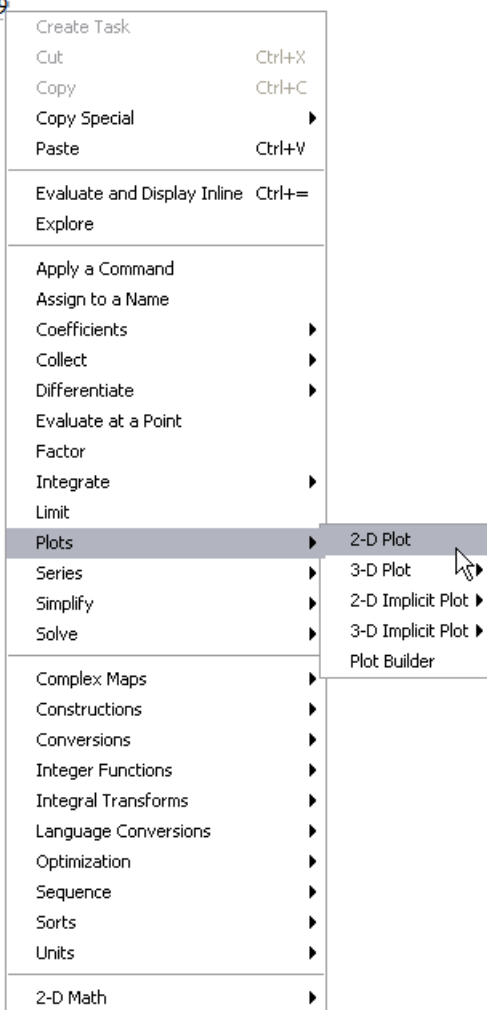 Create Task
Cut Ctrl+X
Copy Ctrl+C
Copy Special
Paste Ctrl+V
Evaluate and Display Inline Ctrl+=
Explore
Apply a Command
Assign to a Name
Coefficients
Collect
Differentiate
Evaluate at a Point
Factor
Integrate
Limit
Plots
2-D Plot
3-D Plot
2-D Implicit Plot
3-D Implicit Plot
Plot Builder
Series
Simplify
Solve
Complex Maps
Constructions
Conversions
Integer Functions
Integral Transforms
Language Conversions
Optimization
Sequence
Sorts
Units
2-D Math